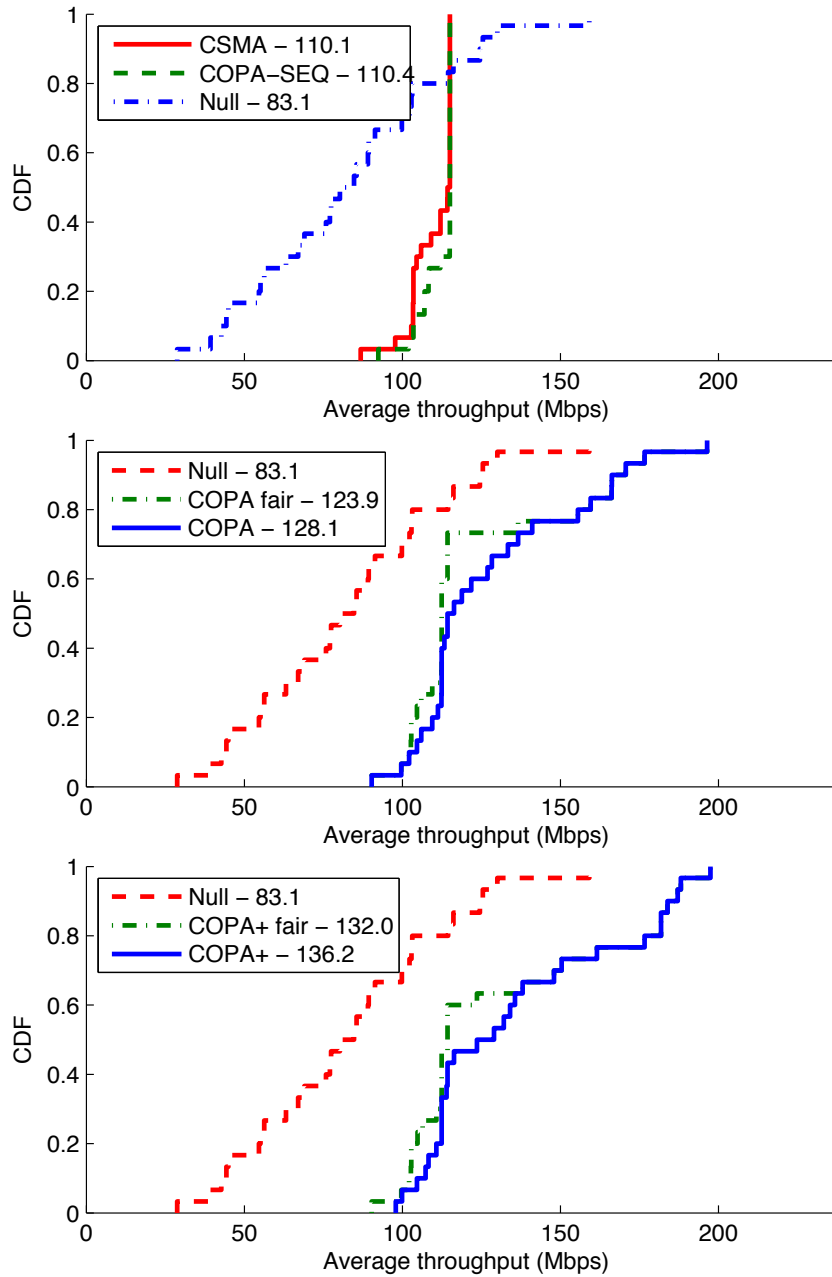 1
CSMA – 110.1
COPA–SEQ – 110.4
Null – 83.1
0.8
0.6
CDF
0.4
0.2
0
0 50 100 150 200
Average throughput (Mbps)
1
Null – 83.1
COPA fair – 123.9
COPA – 128.1
0.8
0.6
CDF
0.4
0.2
0
0 50 100 150 200
Average throughput (Mbps)
1
Null – 83.1
COPA+ fair – 132.0
COPA+ – 136.2
0.8
0.6
CDF
0.4
0.2
0
0 50 100 150 200
Average throughput (Mbps)